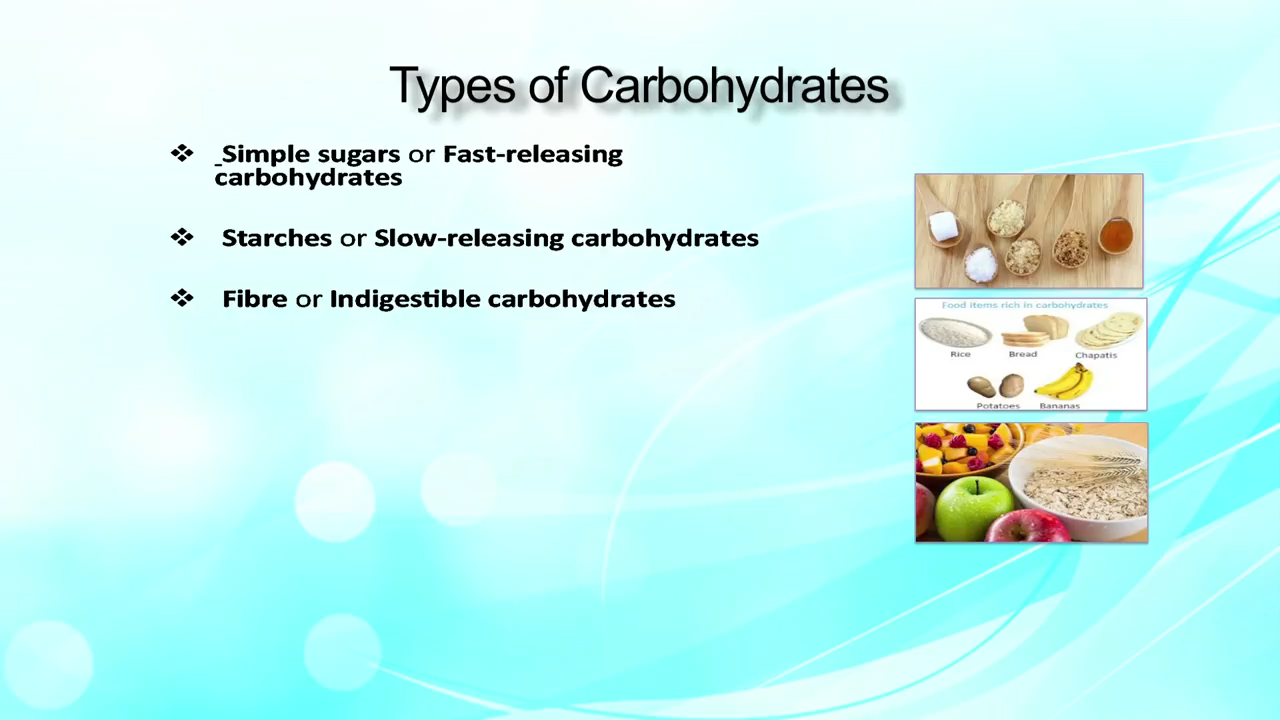 Types of Carbohydrates
❖ Simple sugars or Fast-releasing
carbohydrates
❖ Starches or Slow-releasing carbohydrates
❖ Fibre or Indigestible carbohydrates
Food items rich in carbohydrates
Rice Bread Chapatis
Potatoes Bananas